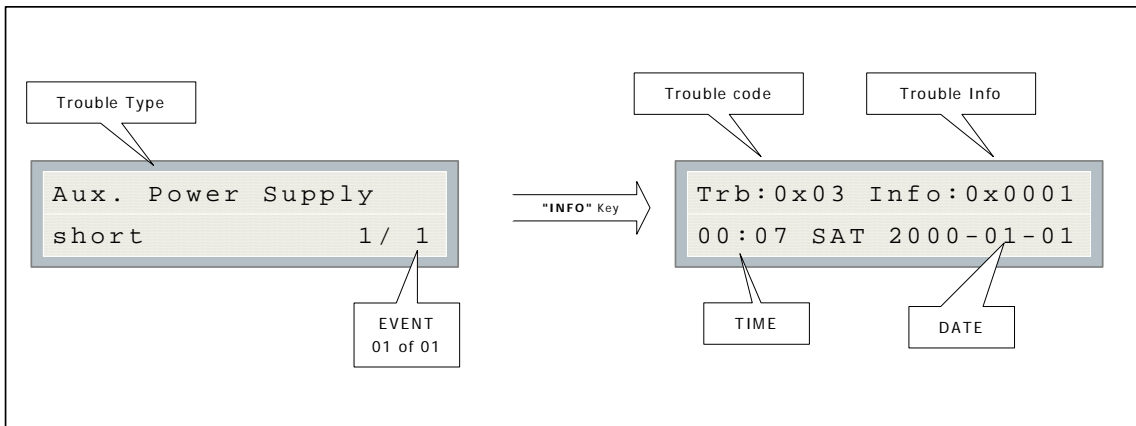 Trouble Type
Aux. Power Supply
short 1/ 1
EVENT
01 of 01
"INFO" Key
Trouble code
Trouble Info
Trb:0x03 Info:0x0001
00:07 SAT 2000-01-01
TIME
DATE